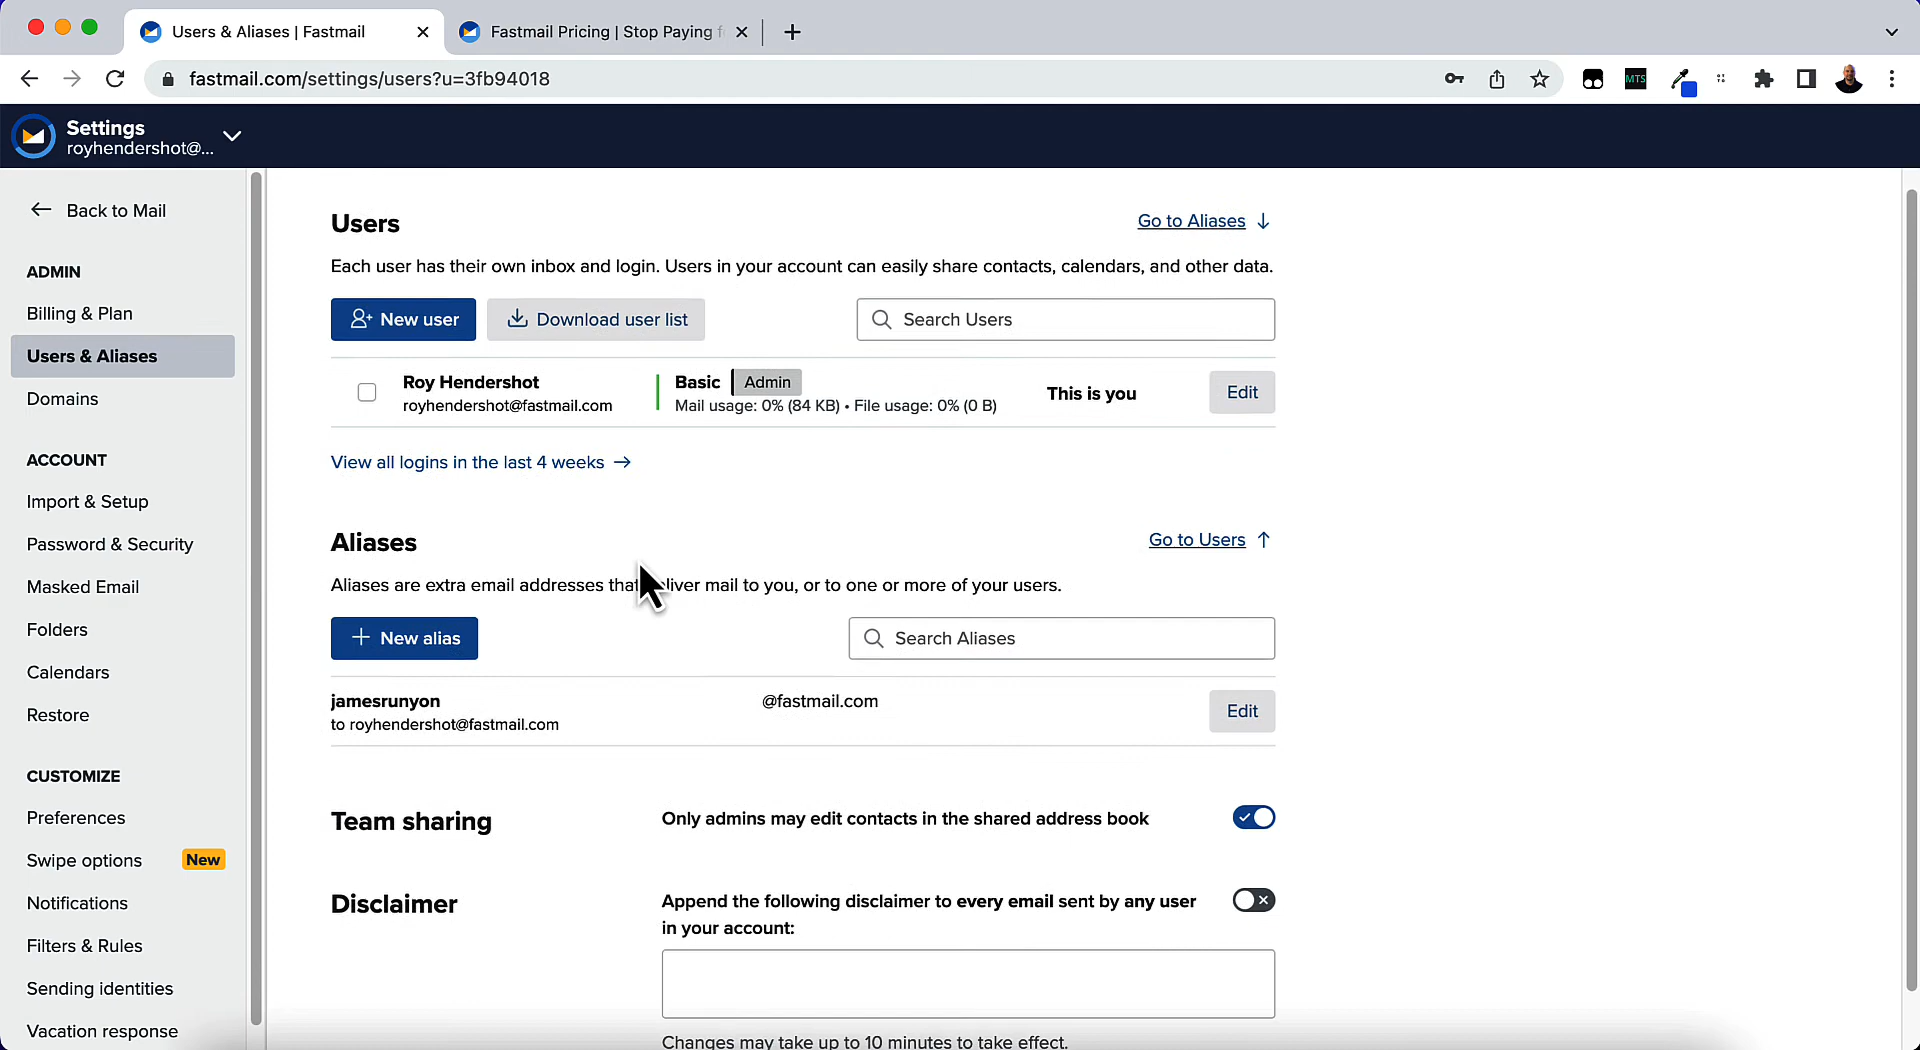 Users & Aliases | Fastmail
Fastmail Pricing | Stop Paying f
fastmail.com/settings/users?u=3fb94018
MTS
Settings
royhendershot@...
Back to Mail
ADMIN
Billing & Plan
Users & Aliases
Domains
ACCOUNT
Import & Setup
Password & Security
Masked Email
Folders
Calendars
Restore
CUSTOMIZE
Preferences
Swipe options New
Notifications
Filters & Rules
Sending identities
Vacation response
Users
Go to Aliases
Each user has their own inbox and login. Users in your account can easily share contacts, calendars, and other data.
New user
Download user list
Search Users
Roy Hendershot
royhendershot@fastmail.com
Basic Admin
Mail usage: 0% (84 KB) • File usage: 0% (0 B)
This is you
Edit
View all logins in the last 4 weeks
Aliases
Go to Users
Aliases are extra email addresses that liver mail to you, or to one or more of your users.
New alias
Search Aliases
jamesrunyon
to royhendershot@fastmail.com
@fastmail.com
Edit
Team sharing
Only admins may edit contacts in the shared address book
Disclaimer
Append the following disclaimer to every email sent by any user
in your account:
Changes may take up to 10 minutes to take effect.